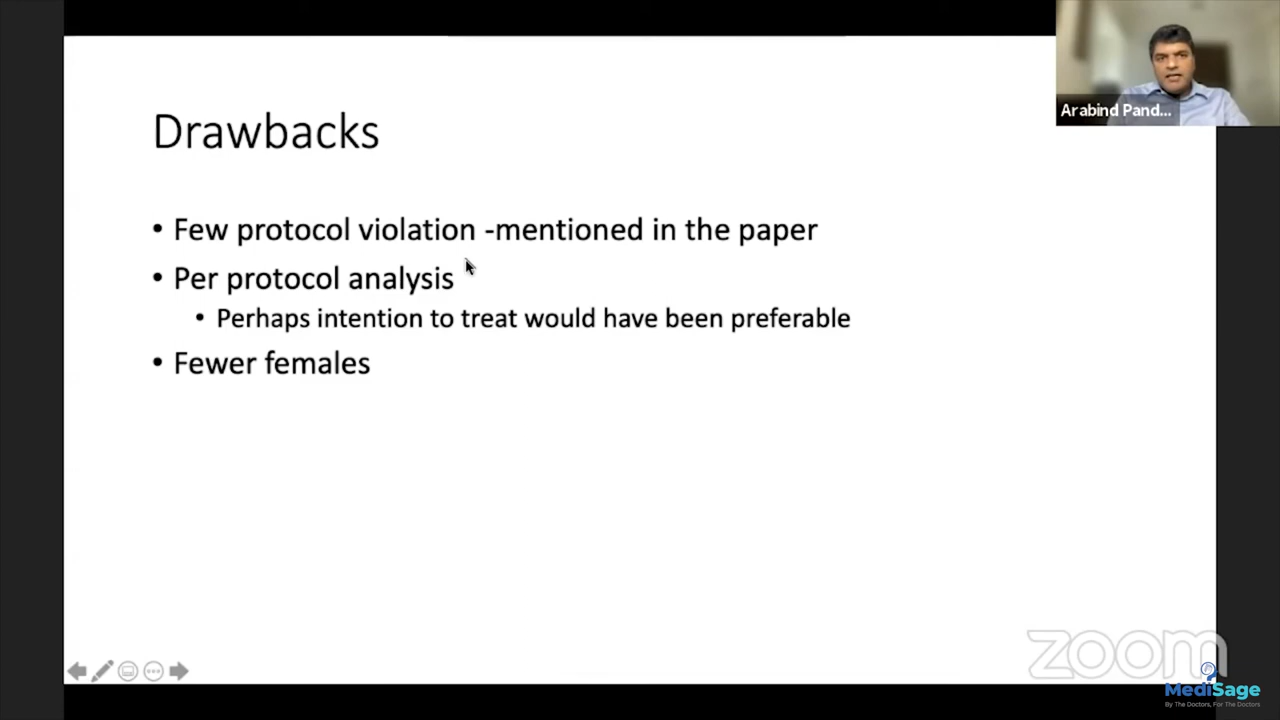 Arabind Pand...
Drawbacks
• Few protocol violation -mentioned in the paper
• Per protocol analysis
• Perhaps intention to treat would have been preferable
• Fewer females
zoom
MediSage
By The Doctors, For The Doctors